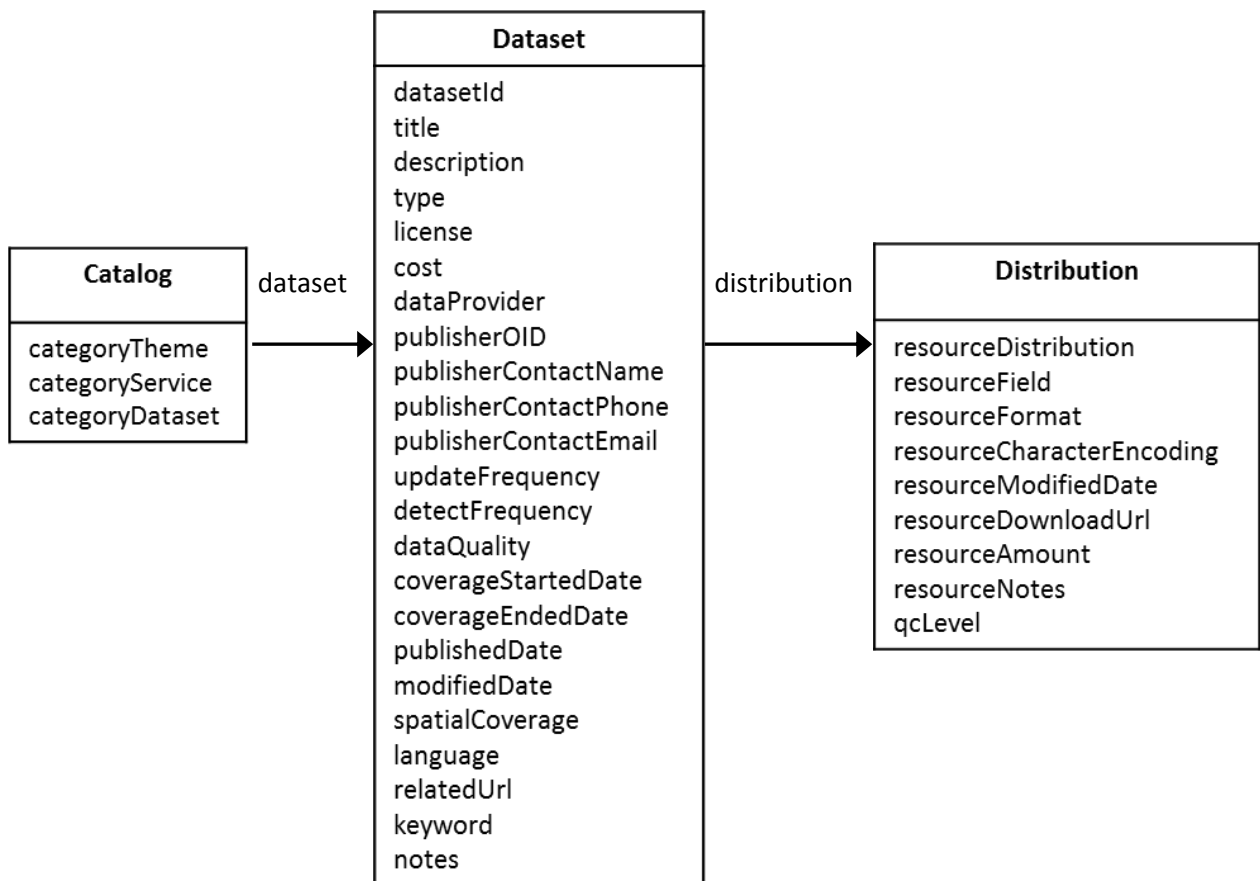 Catalog
categoryTheme
categoryService
categoryDataset
dataset
Dataset
datasetId
title
description
type
license
cost
dataProvider
publisherOID
publisherContactName
publisherContactPhone
publisherContactEmail
updateFrequency
detectFrequency
dataQuality
coverageStartedDate
coverageEndedDate
publishedDate
modifiedDate
spatialCoverage
language
relatedUrl
keyword
notes
distribution
Distribution
resourceDistribution
resourceField
resourceFormat
resourceCharacterEncoding
resourceModifiedDate
resourceDownloadUrl
resourceAmount
resourceNotes
qcLevel